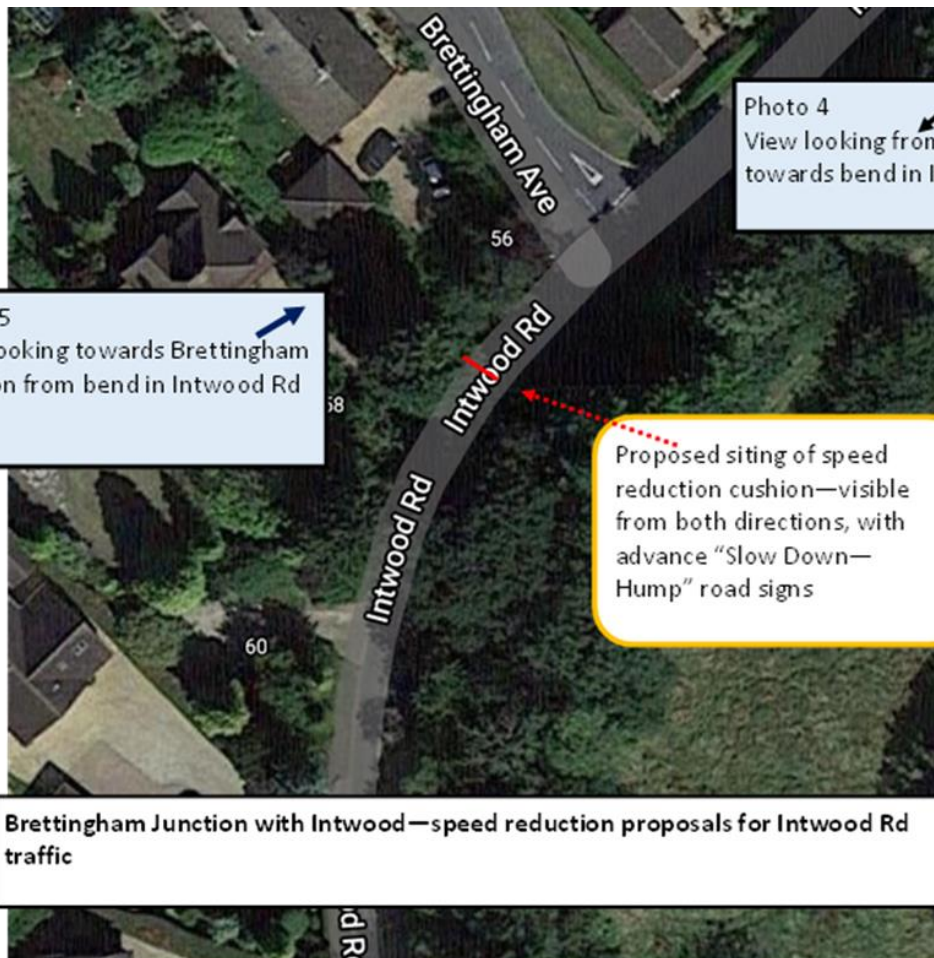 Brettingham Ave
Photo 4
View looking from
towards bend in I
56
5
ooking towards Brettingham
on from bend in Intwood Rd
Intwood Rd
58
Proposed siting of speed
reduction cushion—visible
from both directions, with
advance “Slow Down—
Hump” road signs
Intwood Rd
60
Brettingham Junction with Intwood—speed reduction proposals for Intwood Rd
traffic
d R